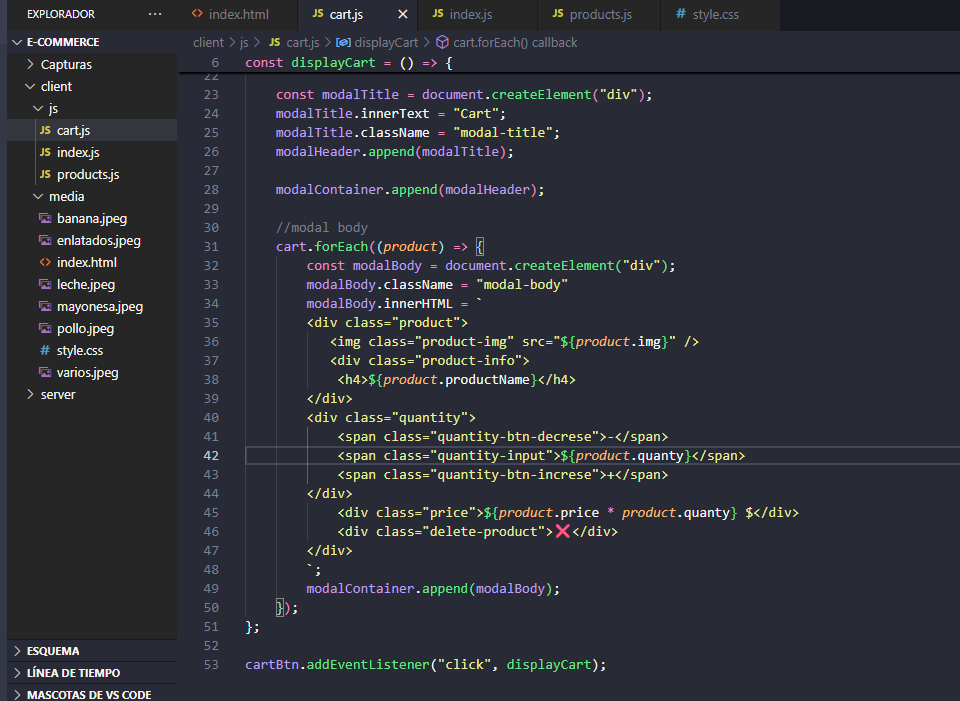 EXPLORADOR ···
E-COMMERCE
Capturas
client
js
JS cart.js
JS index.js
JS products.js
media
banana.jpeg
enlatados.jpeg
<> index.html
leche.jpeg
mayonesa.jpeg
pollo.jpeg
# style.css
varios.jpeg
server
ESQUEMA
LÍNEA DE TIEMPO
MASCOTAS DE VS CODE
<> index.html JS cart.js × JS index.js JS products.js # style.css
client > js > JS cart.js > displayCart > cart.forEach() callback
6 const displayCart = () => {
22
23 const modalTitle = document.createElement("div");
24 modalTitle.innerText = "Cart";
25 modalTitle.className = "modal-title";
26 modalHeader.append(modalTitle);
27
28 modalContainer.append(modalHeader);
29
30 //modal body
31 cart.forEach((product) => {
32 const modalBody = document.createElement("div");
33 modalBody.className = "modal-body"
34 modalBody.innerHTML = `
35 <div class="product">
36 <img class="product-img" src="${product.img}" />
37 <div class="product-info">
38 <h4>${product.productName}</h4>
39 </div>
40 <div class="quantity">
41 <span class="quantity-btn-decrese">-</span>
42 <span class="quantity-input">${product.quanty}</span>
43 <span class="quantity-btn-increse">+</span>
44 </div>
45 <div class="price">${product.price * product.quanty} $</div>
46 <div class="delete-product">❌</div>
47 </div>
48 `;
49 modalContainer.append(modalBody);
50 });
51 };
52
53 cartBtn.addEventListener("click", displayCart);